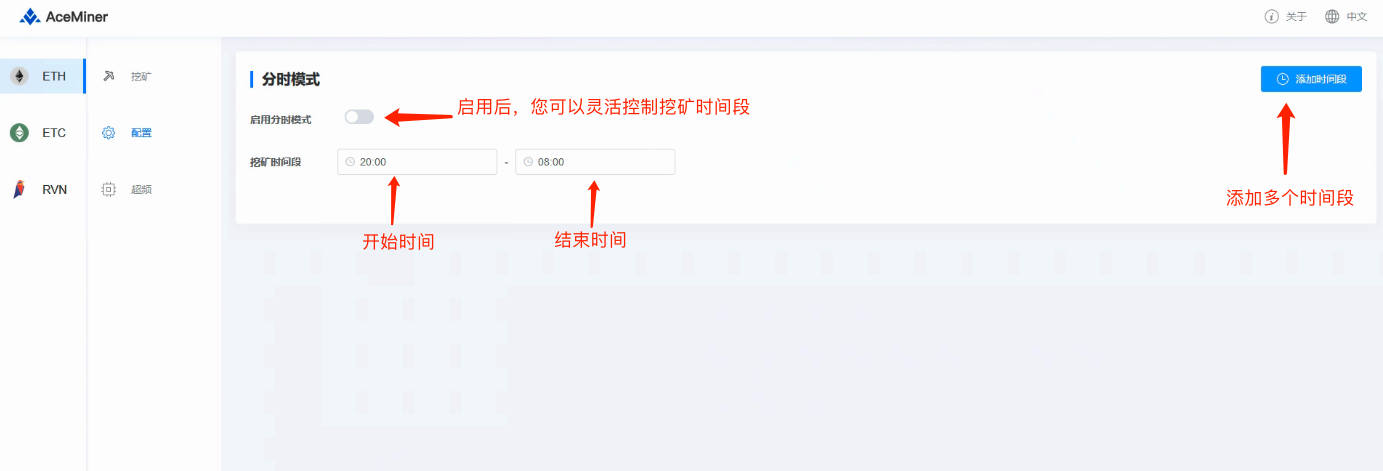 AceMiner
关于
中文
ETH
挖矿
分时模式
添加时间段
启用分时模式
启用后，您可以灵活控制挖矿时间段
ETC
配置
挖矿时间段
20:00
-
08:00
RVN
超频
添加多个时间段
开始时间
结束时间